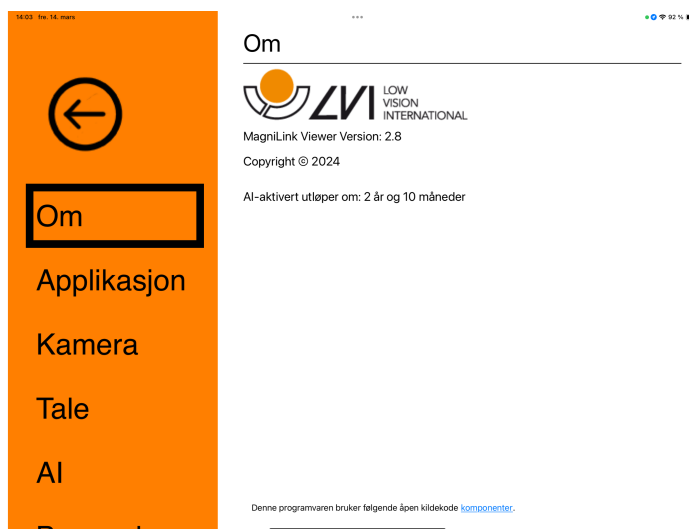 14:03 fre. 14. mars
92 %
Om
LVI LOW
VISION
INTERNATIONAL
MagniLink Viewer Version: 2.8
Copyright © 2024
AI-aktivert utløper om: 2 år og 10 måneder
Om
Applikasjon
Kamera
Tale
AI
Denne programvaren bruker følgende åpen kildekode komponenter.